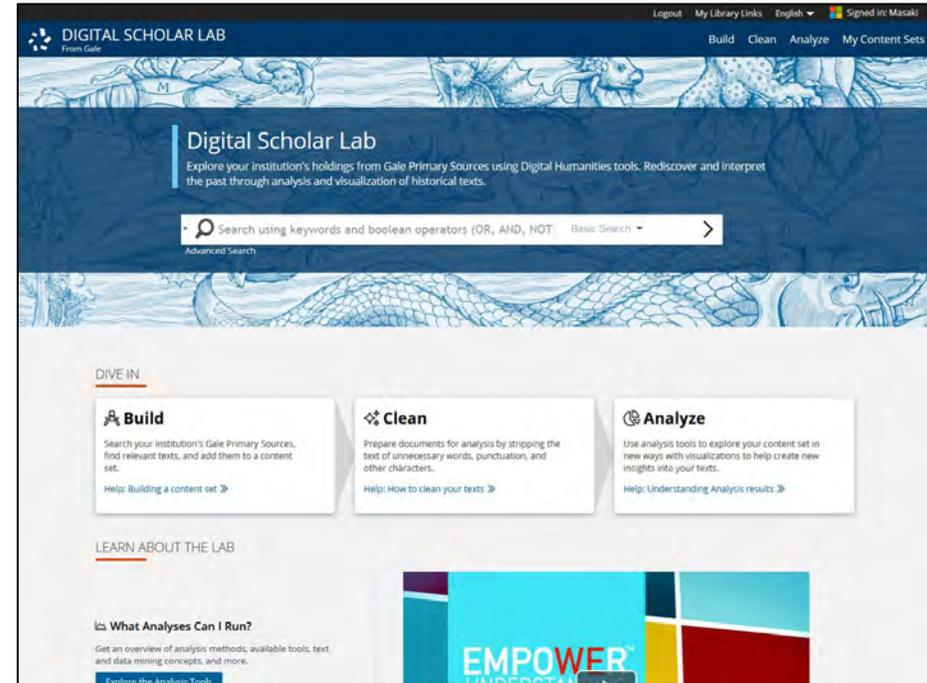 Logout My Library Links English Signed in: Masaki
DIGITAL SCHOLAR LAB
From Gale
Build Clean Analyze My Content Sets
M
Digital Scholar Lab
Explore your institution's holdings from Gale Primary Sources using Digital Humanities tools. Rediscover and interpret
the past through analysis and visualization of historical texts.
Search using keywords and boolean operators (OR, AND, NOT Basic Search
Advanced Search
DIVE IN
Build
Search your institution's Gale Primary Sources,
find relevant texts, and add them to a content
set.
Help: Building a content set »
Clean
Prepare documents for analysis by stripping the
text of unnecessary words, punctuation, and
other characters.
Help: How to clean your texts »
Analyze
Use analysis tools to explore your content set in
new ways with visualizations to help create new
insights into your texts.
Help: Understanding Analysis results »
LEARN ABOUT THE LAB
What Analyses Can I Run?
Get an overview of analysis methods, available tools, text
and data mining concepts, and more.
Explore the Analysis Tools
EMPOWER™